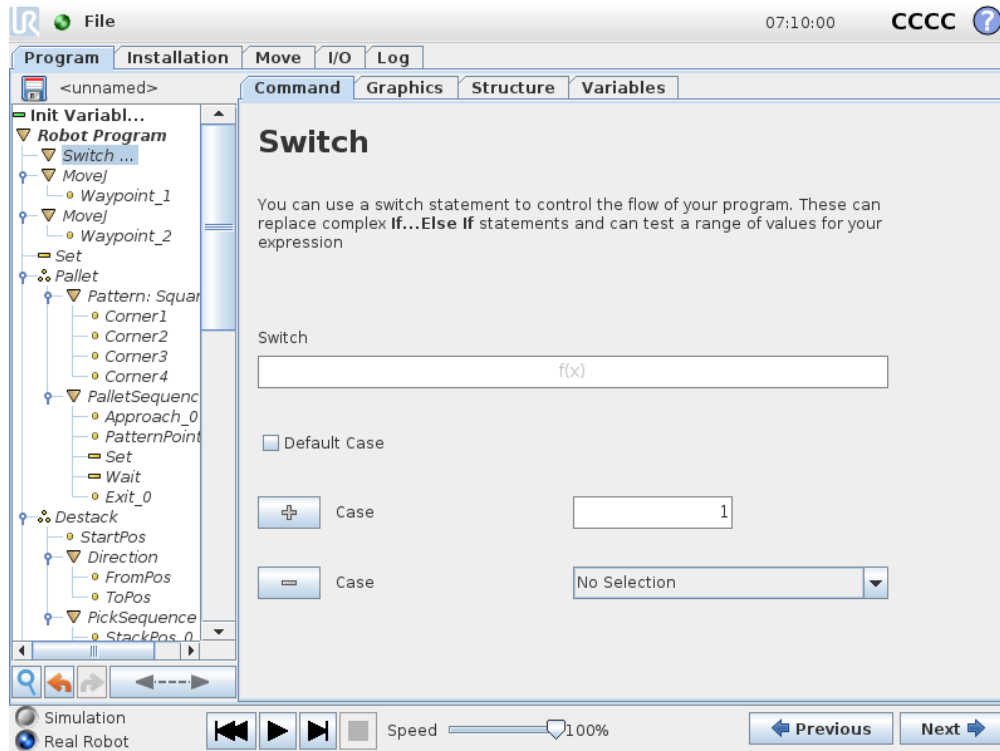 UR File 07:10:00 CCCC ?
Program Installation Move I/O Log
<unnamed>
Command Graphics Structure Variables
Init Variabl...
Robot Program
Switch ...
MoveJ
Waypoint_1
MoveJ
Waypoint_2
Set
Pallet
Pattern: Squar
Corner1
Corner2
Corner3
Corner4
PalletSequenc
Approach_0
PatternPoint
Set
Wait
Exit_0
Destack
StartPos
Direction
FromPos
ToPos
PickSequence
StackPos_0
Switch
You can use a switch statement to control the flow of your program. These can
replace complex If...Else If statements and can test a range of values for your
expression
Switch
f(x)
Default Case
Case 1
Case No Selection
Simulation
Real Robot
Speed 100%
Previous Next